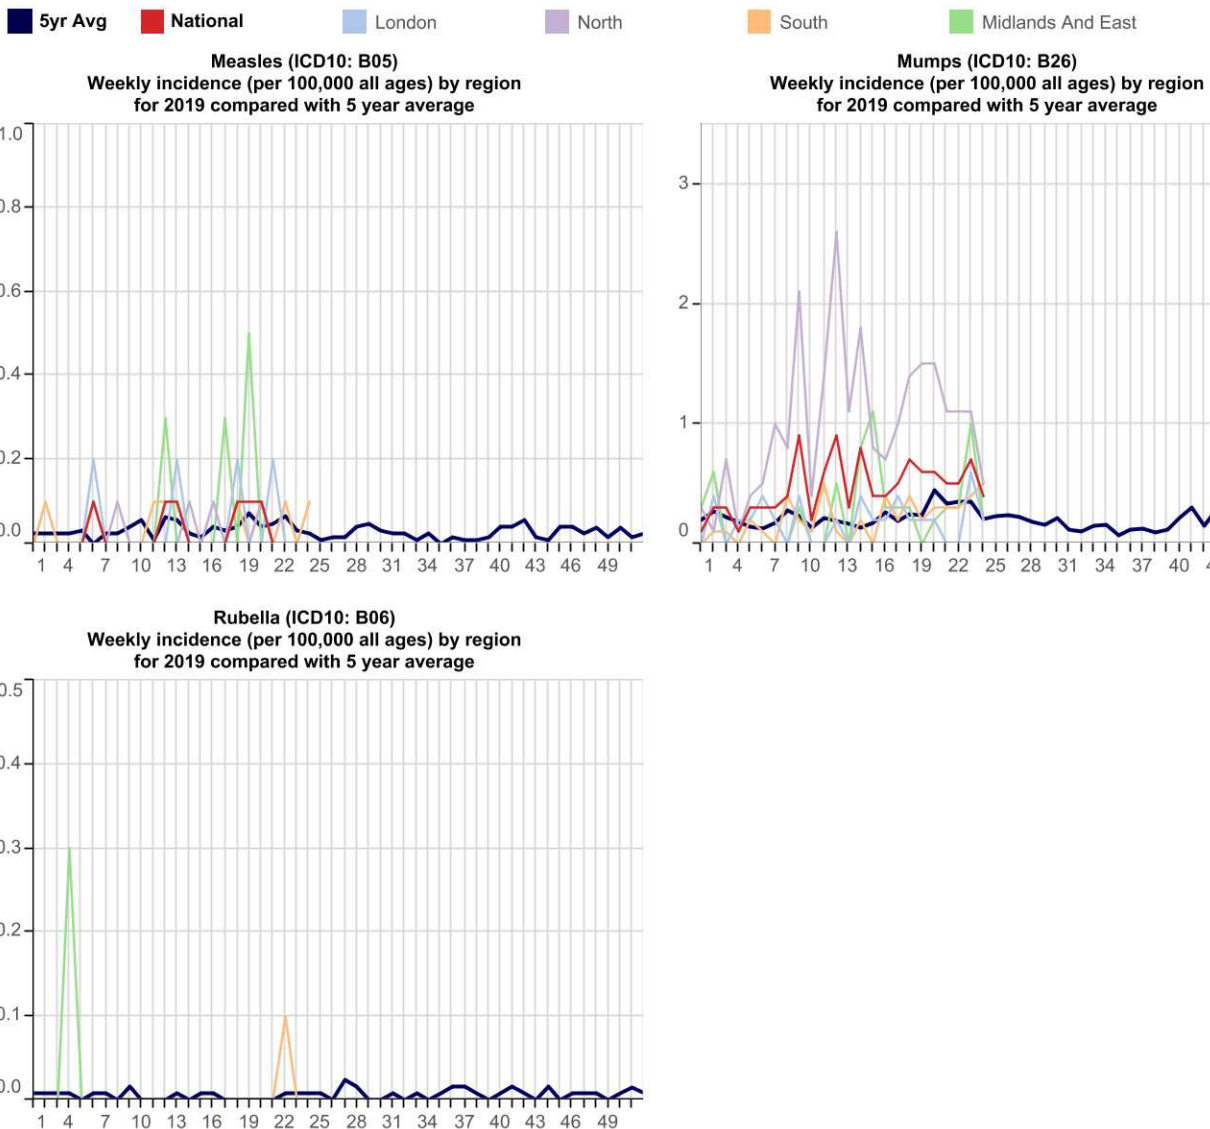 5yr Avg National London North South Midlands And East
Measles (ICD10: B05)
Weekly incidence (per 100,000 all ages) by region
for 2019 compared with 5 year average
1.0
0.8
0.6
0.4
0.2
0.0
1 4 7 10 13 16 19 22 25 28 31 34 37 40 43 46 49
Mumps (ICD10: B26)
Weekly incidence (per 100,000 all ages) by region
for 2019 compared with 5 year average
3
2
1
0
1 4 7 10 13 16 19 22 25 28 31 34 37 40 4
Rubella (ICD10: B06)
Weekly incidence (per 100,000 all ages) by region
for 2019 compared with 5 year average
0.5
0.4
0.3
0.2
0.1
0.0
1 4 7 10 13 16 19 22 25 28 31 34 37 40 43 46 49